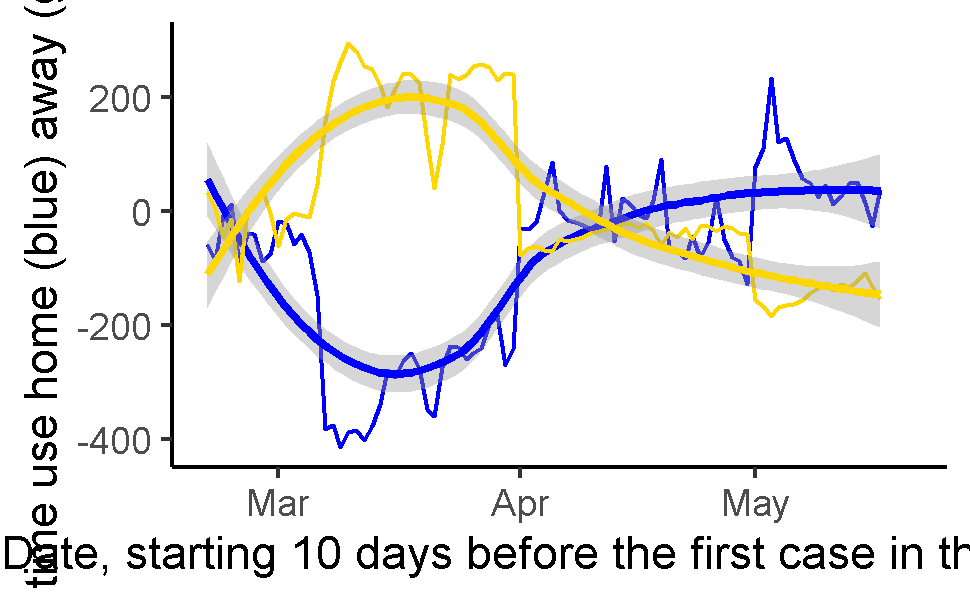 time use home (blue) away (
200
0
-200
-400
Mar Apr May
Date, starting 10 days before the first case in th